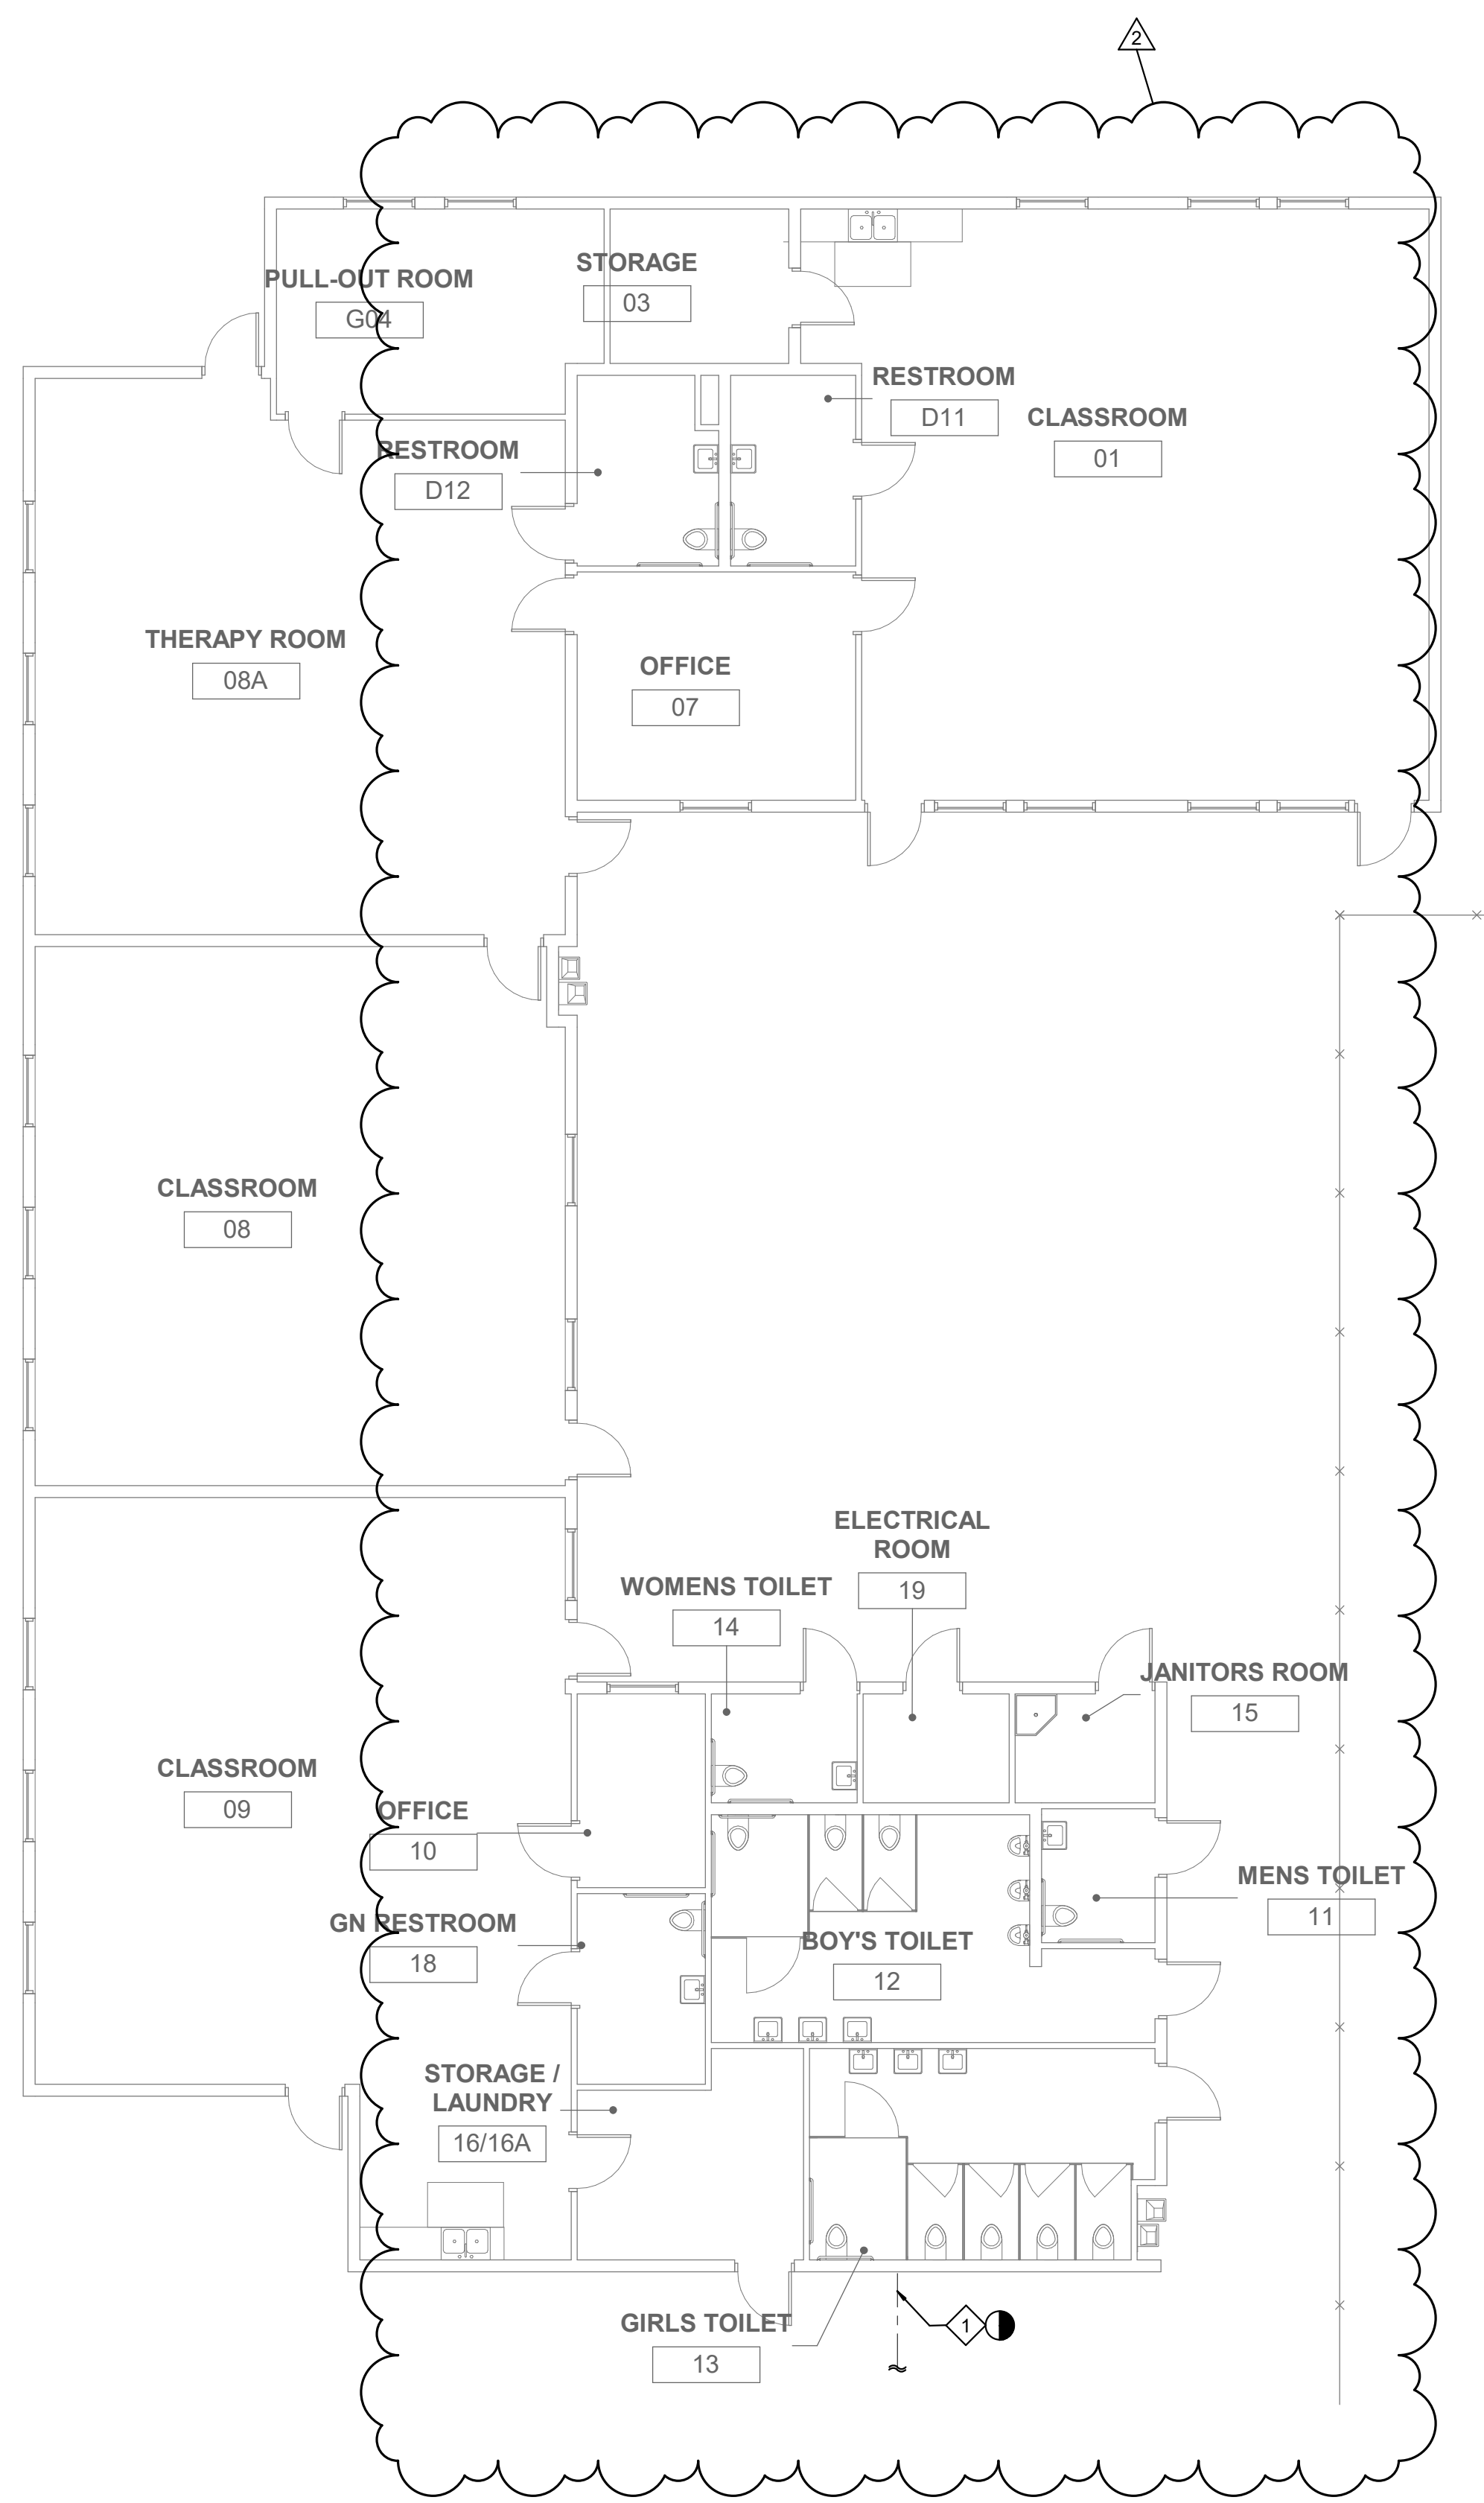 2
PULL-OUT ROOM
G04
STORAGE
03
RESTROOM
D11
CLASSROOM
01
RESTROOM
D12
THERAPY ROOM
08A
OFFICE
07
CLASSROOM
08
ELECTRICAL
ROOM
19
WOMENS TOILET
14
JANITORS ROOM
15
CLASSROOM
09
OFFICE
10
MENS TOILET
11
GN RESTROOM
18
BOY'S TOILET
12
STORAGE /
LAUNDRY
16/16A
GIRLS TOILET
13
1